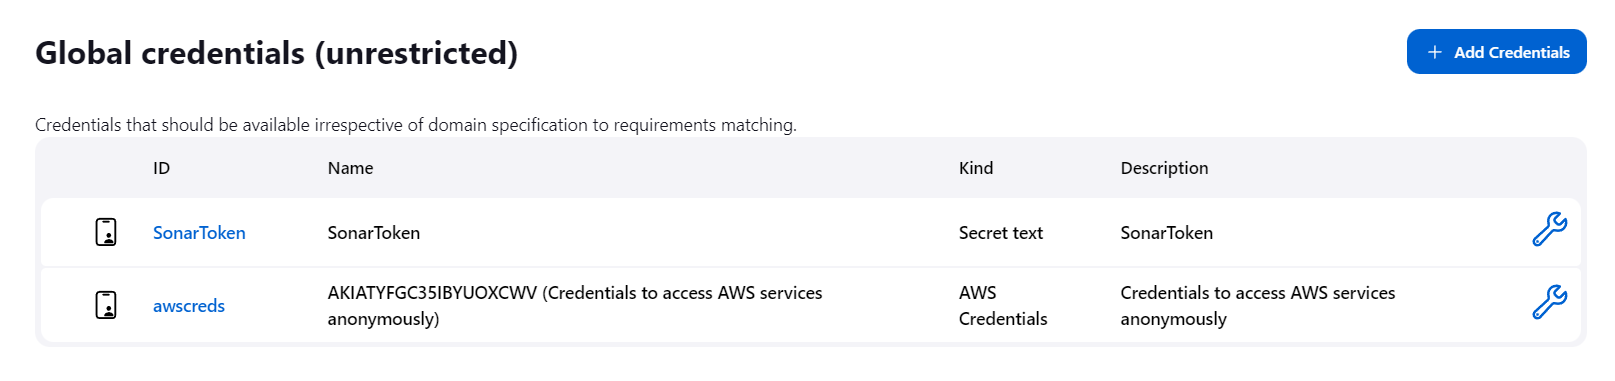 Global credentials (unrestricted)
+ Add Credentials
Credentials that should be available irrespective of domain specification to requirements matching.
ID Name Kind Description
SonarToken SonarToken Secret text SonarToken
awscreds AKIATYFGC35IBYUOXCWV (Credentials to access AWS services anonymously) AWS Credentials Credentials to access AWS services anonymously